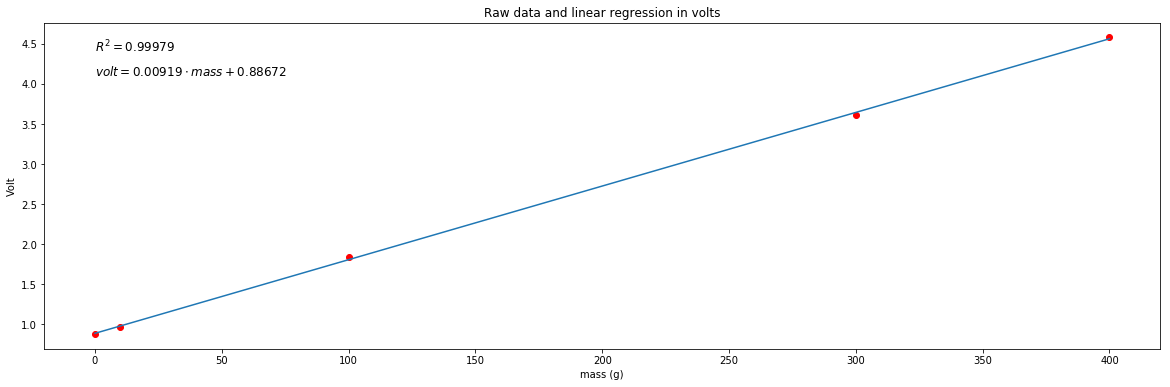 Raw data and linear regression in volts
R² = 0.99979
volt = 0.00919 · mass + 0.88672
4.5
4.0
3.5
3.0
2.5
2.0
1.5
1.0
Volt
0 50 100 150 200 250 300 350 400
mass (g)